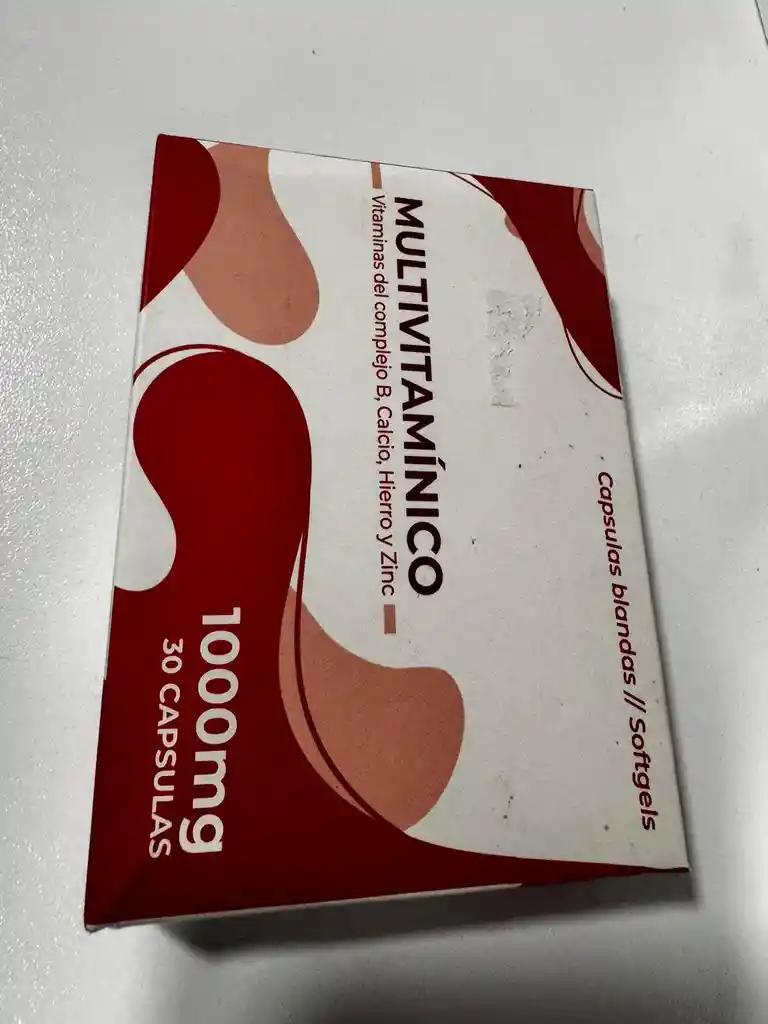 Capsulas blandas // Softgels
MULTIVITAMÍNICO
Vitaminas del complejo B, Calcio, Hierro y Zinc
1000mg
30 CAPSULAS